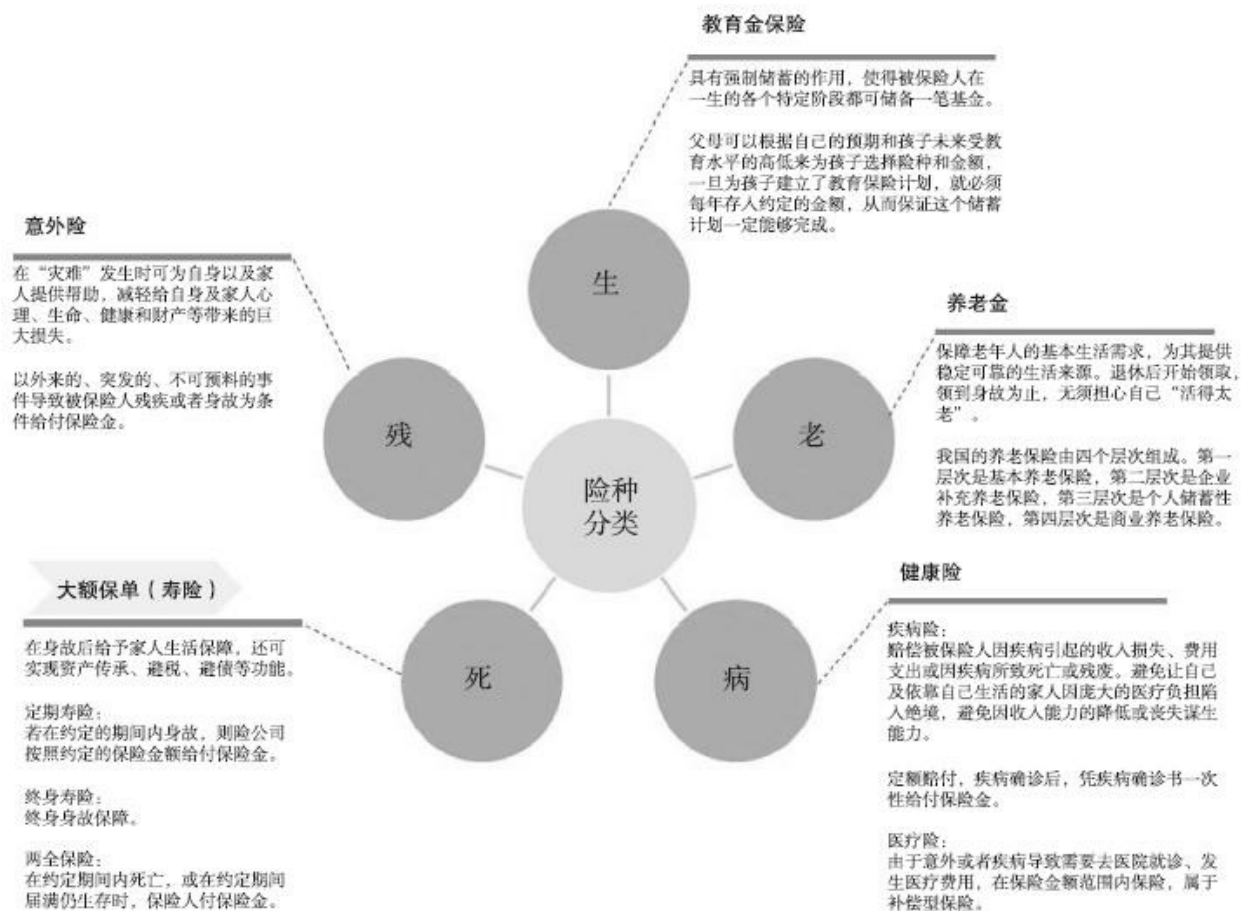 教育金保险
具有强制储蓄的作用，使得被保险人在
一生的各个特定阶段都可储备一笔基金。
父母可以根据自己的预期和孩子未来受教
育水平的高低来为孩子选择险种和金额，
一旦为孩子建立了教育保险计划，就必须
每年存入约定的金额，从而保证这个储蓄
计划一定能够完成。
意外险
在“灾难”发生时可为自身以及家
人提供帮助，减轻给自身及家人心
理、生命、健康和财产等带来的巨
大损失。
以外来的、突发的、不可预料的事
件导致被保险人残疾或者身故为条
件给付保险金。
生
养老金
保障老年人的基本生活需求，为其提供
稳定可靠的生活来源。退休后开始领取，
领到身故为止，无须担心自己“活得太
老”。
我国的养老保险由四个层次组成。第一
层次是基本养老保险，第二层次是企业
补充养老保险，第三层次是个人储蓄性
养老保险，第四层次是商业养老保险。
残
老
险种
分类
大额保单（寿险）
在身故后给予家人生活保障，还可
实现资产传承、避税、避债等功能。
定期寿险：
若在约定的期间内身故，则险公司
按照约定的保险金额给付保险金。
终身寿险：
终身身故保障。
两全保险：
在约定期间内死亡，或在约定期间
届满仍生存时，保险人付保险金。
死
病
健康险
疾病险：
赔偿被保险人因疾病引起的收入损失、费用
支出或因疾病所致死亡或残废。避免让自己
及依靠自己生活的家人因庞大的医疗负担陷
入绝境，避免因收入能力的降低或丧失谋生
能力。
定额赔付，疾病确诊后，凭疾病确诊书一次
性给付保险金。
医疗险：
由于意外或者疾病导致需要去医院就诊、发
生医疗费用，在保险金额范围内保险，属于
补偿型保险。